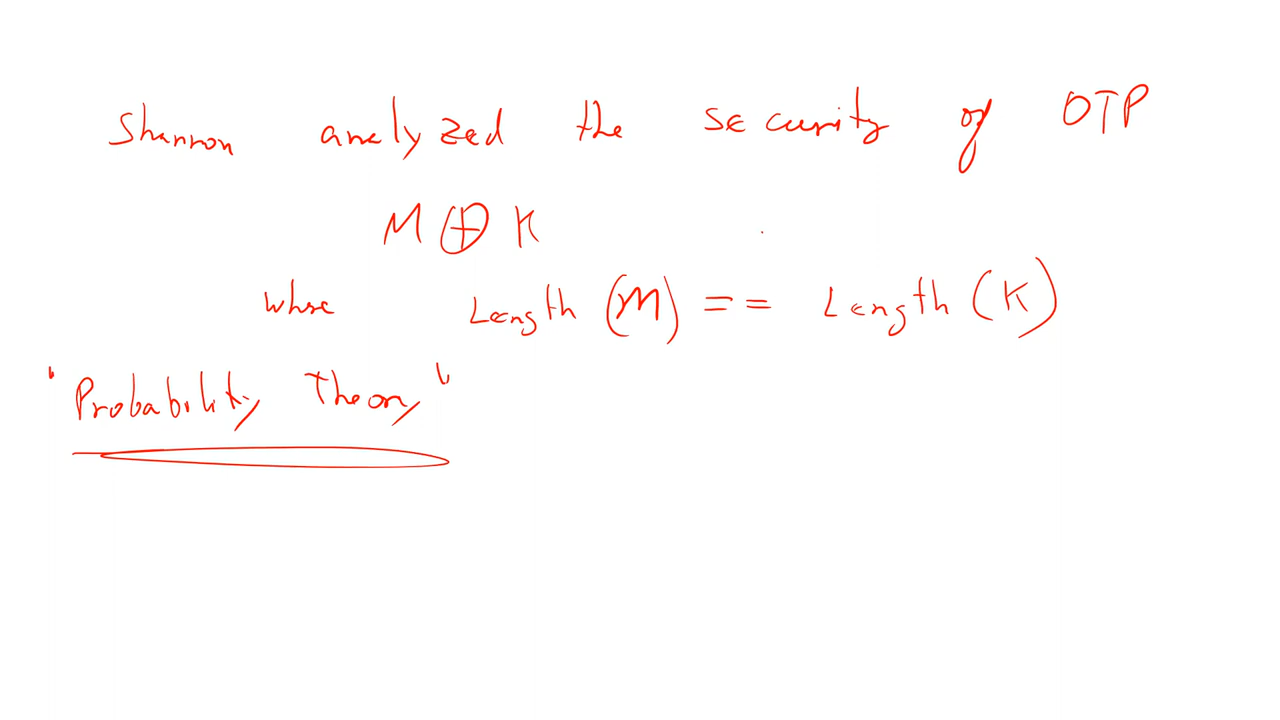 Shannon analyzed the security of OTP
M ⊕ K
where Length (M) == Length (K)
"Probability Theory"